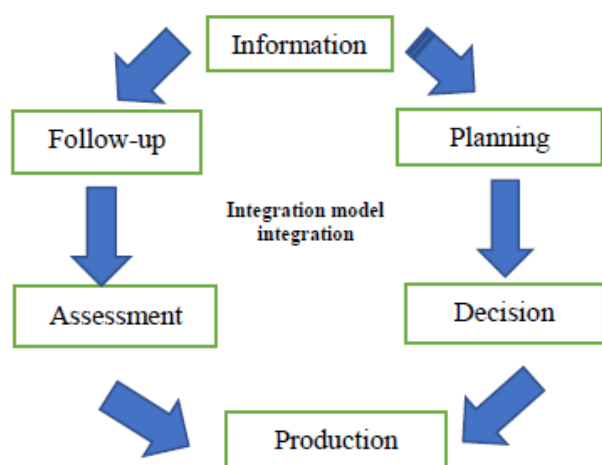 Information
Follow-up
Planning
Integration model
integration
Assessment
Decision
Production